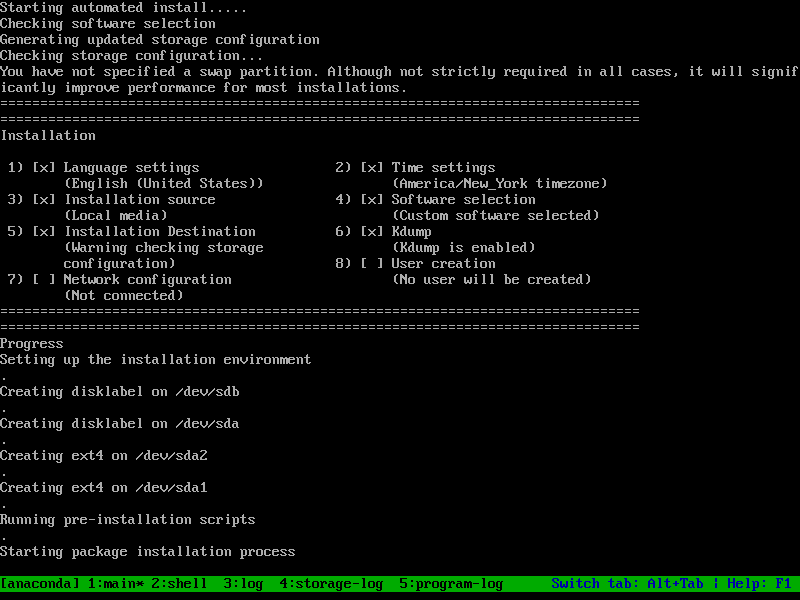 Starting automated install.....
Checking software selection
Generating updated storage configuration
Checking storage configuration...
You have not specified a swap partition. Although not strictly required in all cases, it will signif
icantly improve performance for most installations.
================================================================================
================================================================================
Installation
1) [x] Language settings 2) [x] Time settings
(English (United States)) (America/New_York timezone)
3) [x] Installation source 4) [x] Software selection
(Local media) (Custom software selected)
5) [x] Installation Destination 6) [x] Kdump
(Warning checking storage (Kdump is enabled)
configuration) 8) [ ] User creation
7) [ ] Network configuration (No user will be created)
(Not connected)
================================================================================
================================================================================
Progress
Setting up the installation environment
.
Creating disklabel on /dev/sdb
.
Creating disklabel on /dev/sda
.
Creating ext4 on /dev/sda2
.
Creating ext4 on /dev/sda1
.
Running pre-installation scripts
.
Starting package installation process
[anaconda] 1:main* 2:shell 3:log 4:storage-log 5:program-log Switch tab: Alt+Tab | Help: F1